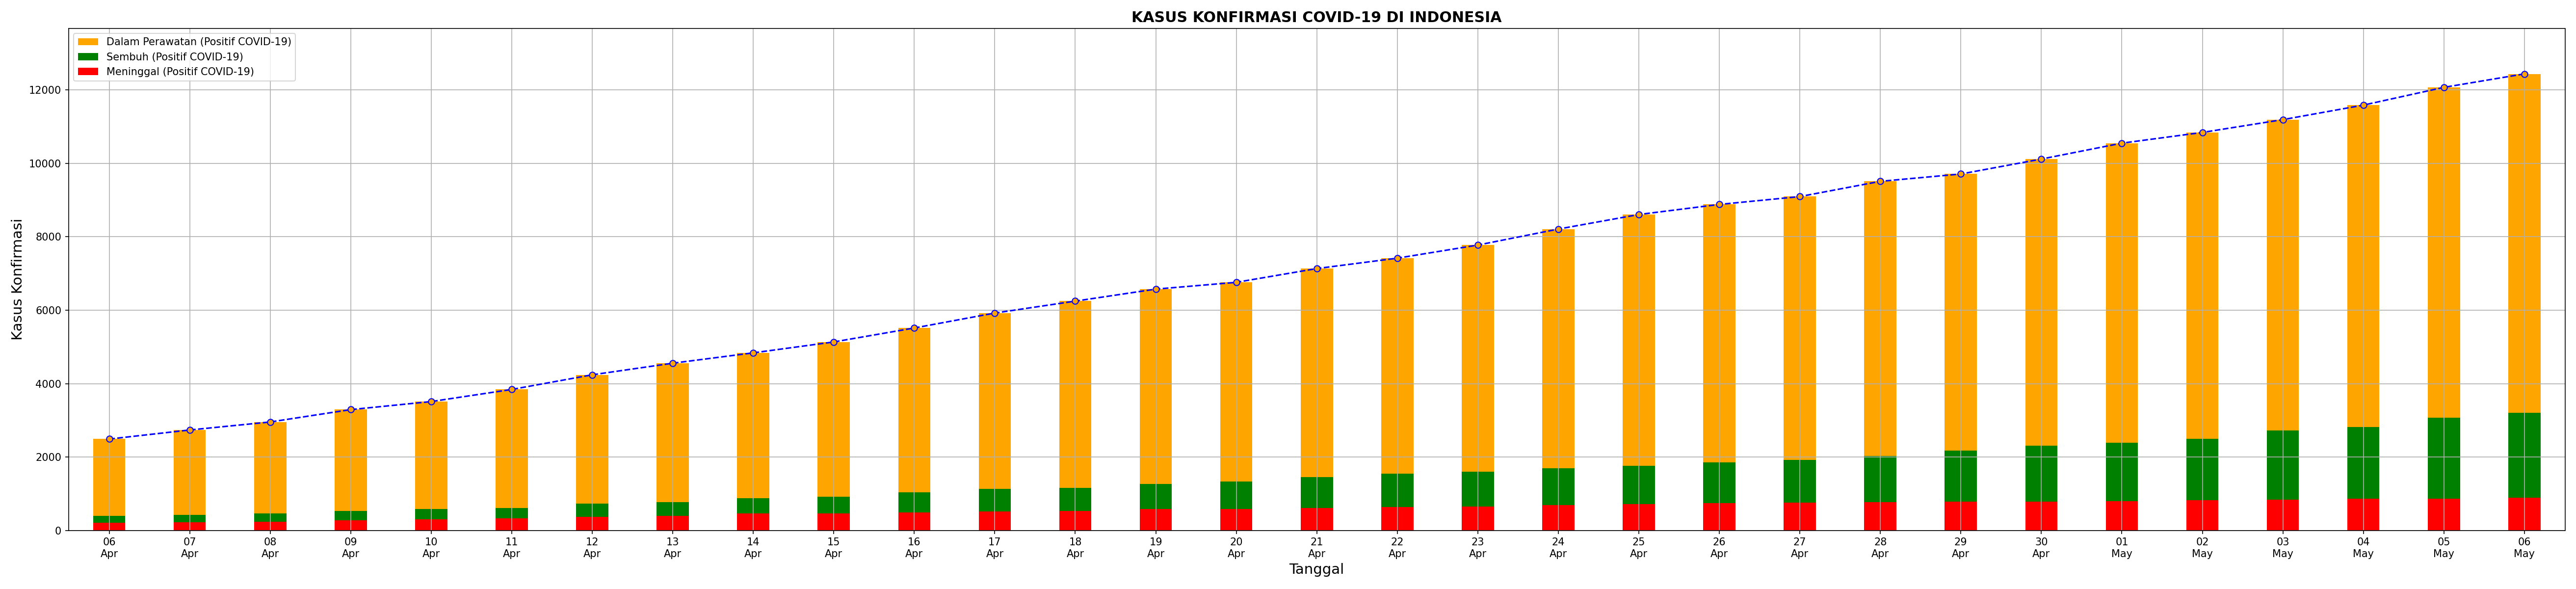 KASUS KONFIRMASI COVID-19 DI INDONESIA
Dalam Perawatan (Positif COVID-19)
Sembuh (Positif COVID-19)
Meninggal (Positif COVID-19)
Kasus Konfirmasi
12000
10000
8000
6000
4000
2000
0
06 07 08 09 10 11 12 13 14 15 16 17 18 19 20 21 22 23 24 25 26 27 28 29 30 01 02 03 04 05 06
Apr Apr Apr Apr Apr Apr Apr Apr Apr Apr Apr Apr Apr Apr Apr Apr Apr Apr Apr Apr Apr Apr Apr Apr Apr May May May May May May
Tanggal